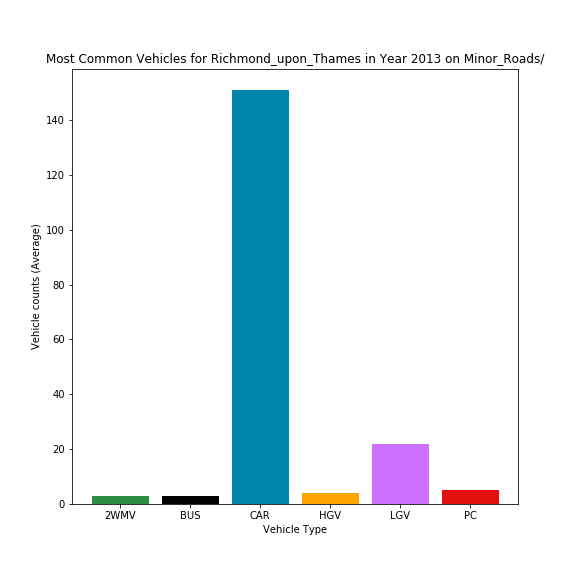 Most Common Vehicles for Richmond_upon_Thames in Year 2013 on Minor_Roads/
Vehicle counts (Average)
140
120
100
80
60
40
20
0
2WMV BUS CAR HGV LGV PC
Vehicle Type